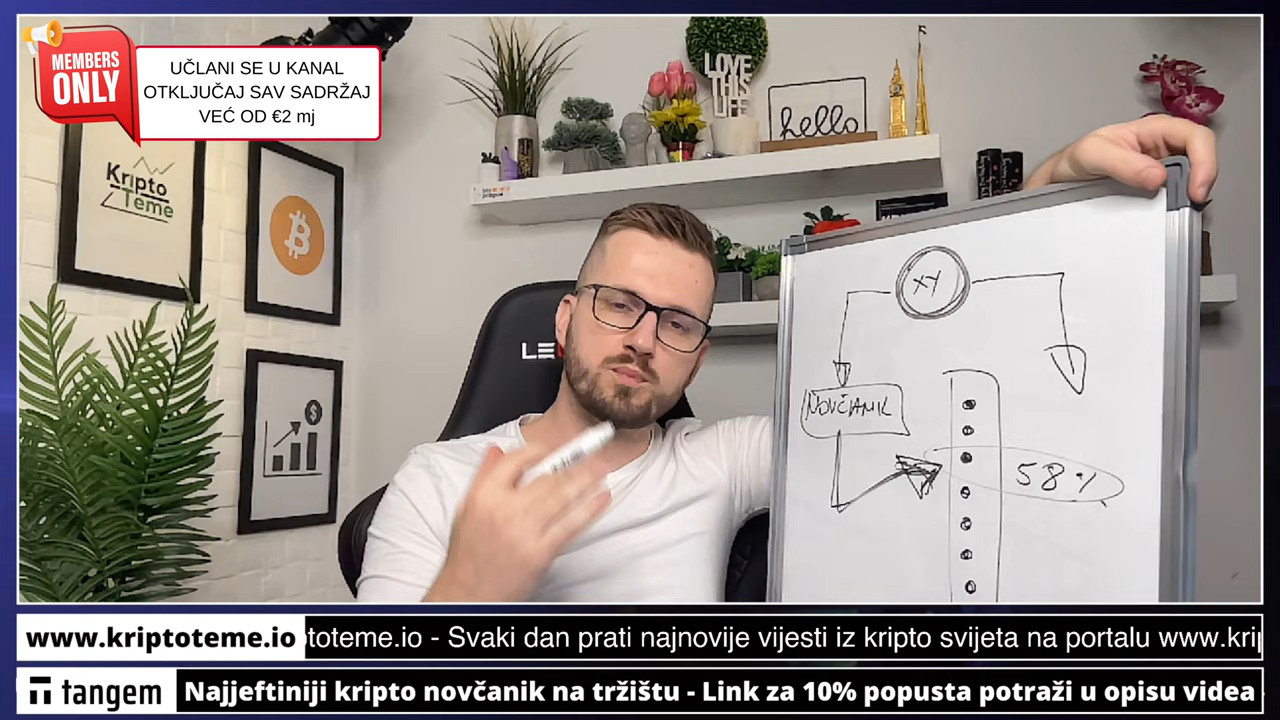 MEMBERS
ONLY
UČLANI SE U KANAL
OTKLJUČAJ SAV SADRŽAJ
VEĆ OD €2 mj
Kripto
Teme
LOVE
THIS
LIFE
hello
LE
XY
NOVČANIK
58%
www.kriptoteme.io
toteme.io - Svaki dan prati najnovije vijesti iz kripto svijeta na portalu www.krip
tangem
Najjeftiniji kripto novčanik na tržištu - Link za 10% popusta potraži u opisu videa -